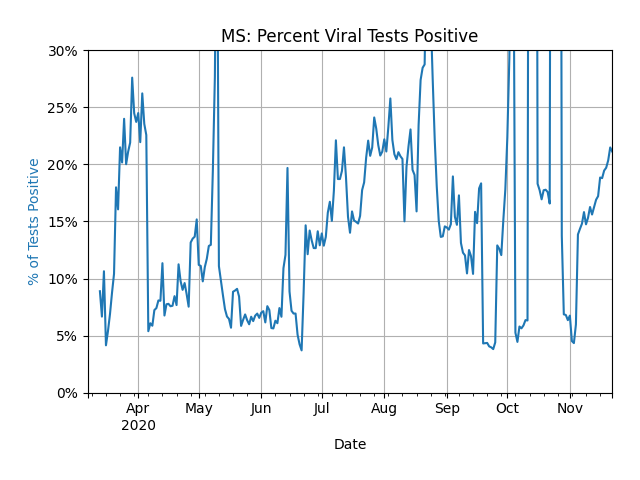 MS: Percent Viral Tests Positive
30%
25%
20%
15%
10%
5%
0%
% of Tests Positive
Apr May Jun Jul Aug Sep Oct Nov
2020
Date